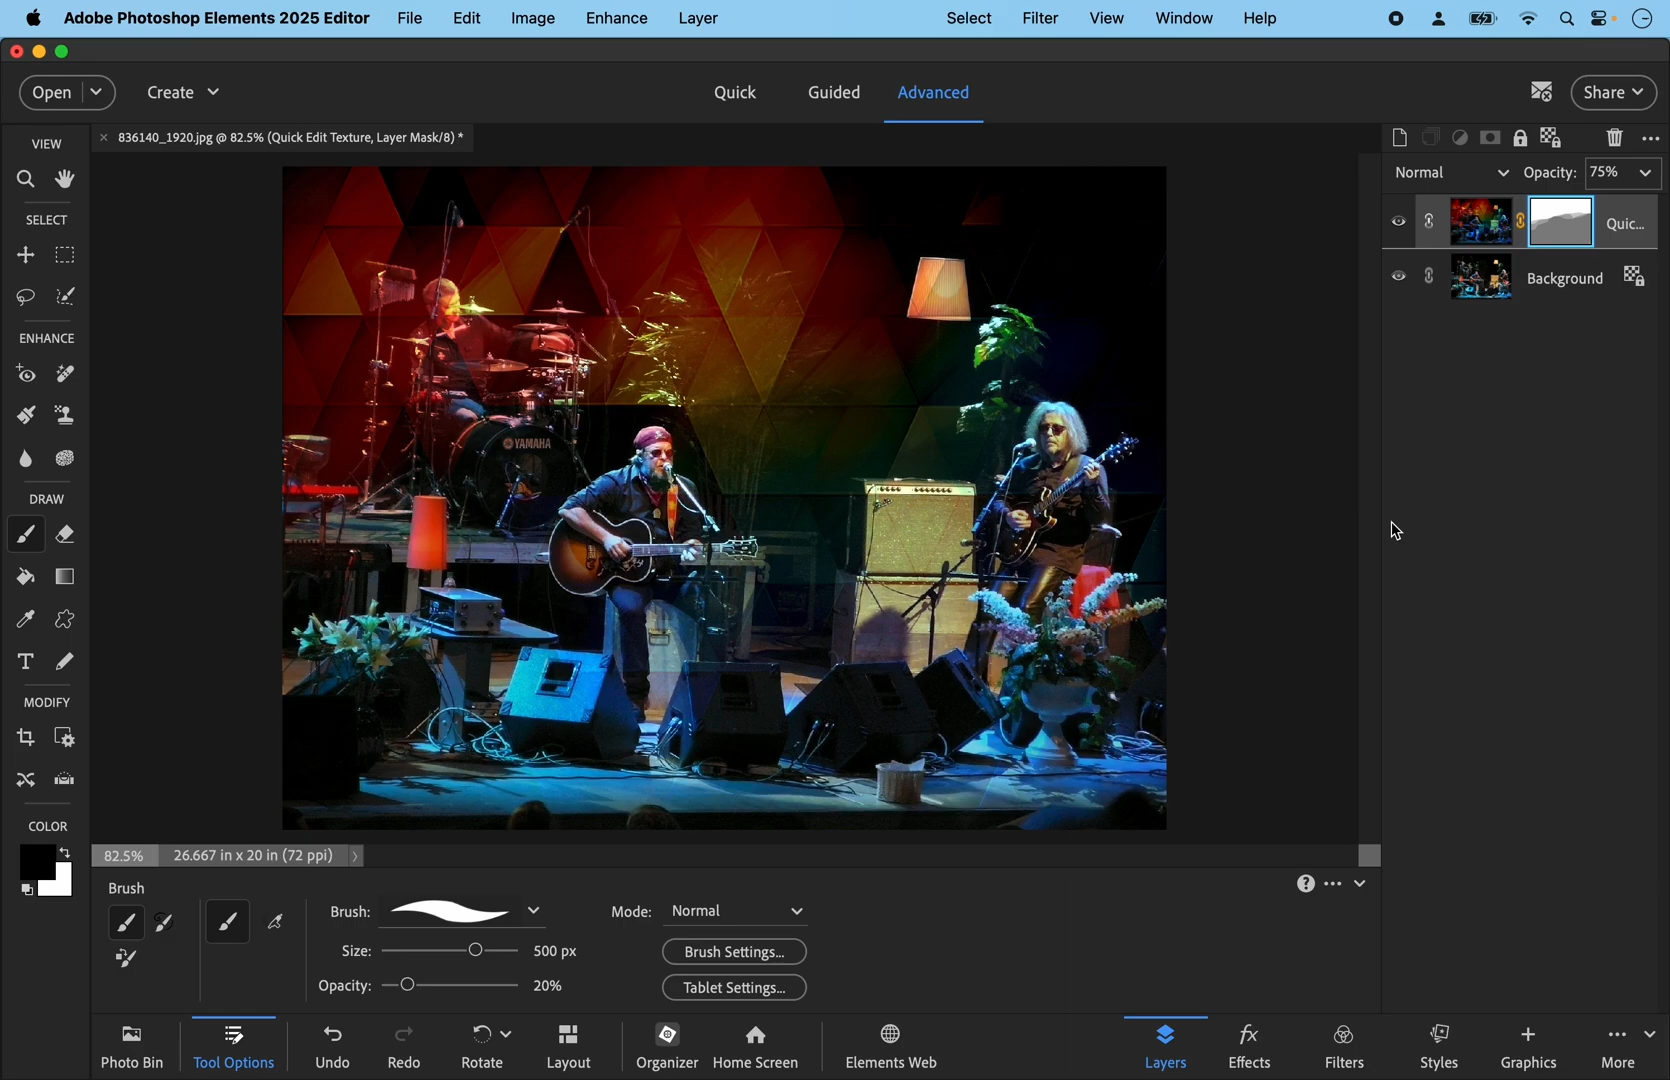 Adobe Photoshop Elements 2025 Editor File Edit Image Enhance Layer Select Filter View Window Help
Open Create Quick Guided Advanced Share
VIEW
836140_1920.jpg @ 82.5% (Quick Edit Texture, Layer Mask/8) *
Normal Opacity: 75%
SELECT
Quic...
Background
ENHANCE
YAMAHA
DRAW
MODIFY
COLOR
82.5% 26.667 in x 20 in (72 ppi)
Brush
Brush: Mode: Normal
Size: 500 px Brush Settings...
Opacity: 20% Tablet Settings...
Photo Bin Tool Options Undo Redo Rotate Layout Organizer Home Screen Elements Web Layers Effects Filters Styles Graphics More